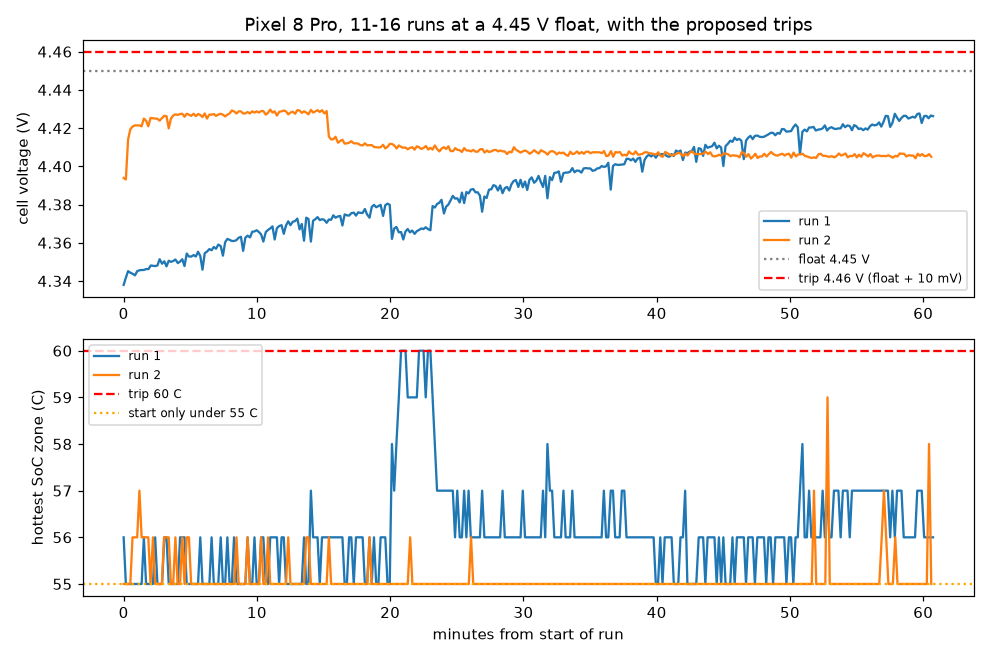 Pixel 8 Pro, 11-16 runs at a 4.45 V float, with the proposed trips
cell voltage (V)
4.46
4.44
4.42
4.40
4.38
4.36
4.34
run 1
run 2
float 4.45 V
trip 4.46 V (float + 10 mV)
0 10 20 30 40 50 60
hottest SoC zone (C)
60
59
58
57
56
55
run 1
run 2
trip 60 C
start only under 55 C
0 10 20 30 40 50 60
minutes from start of run